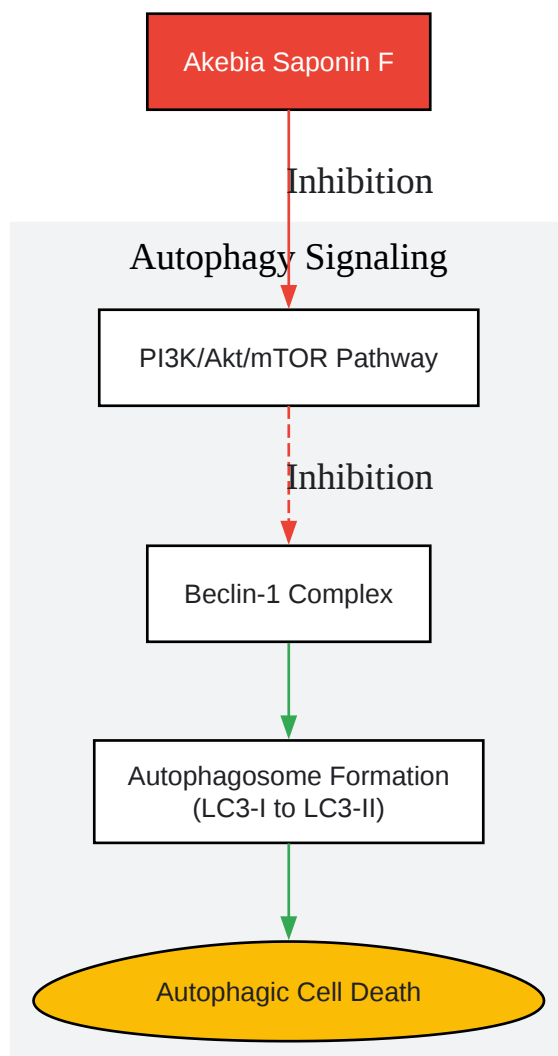 Akebia Saponin F
Inhibition
Autophagy Signaling
PI3K/Akt/mTOR Pathway
Inhibition
Beclin-1 Complex
Autophagosome Formation
(LC3-I to LC3-II)
Autophagic Cell Death